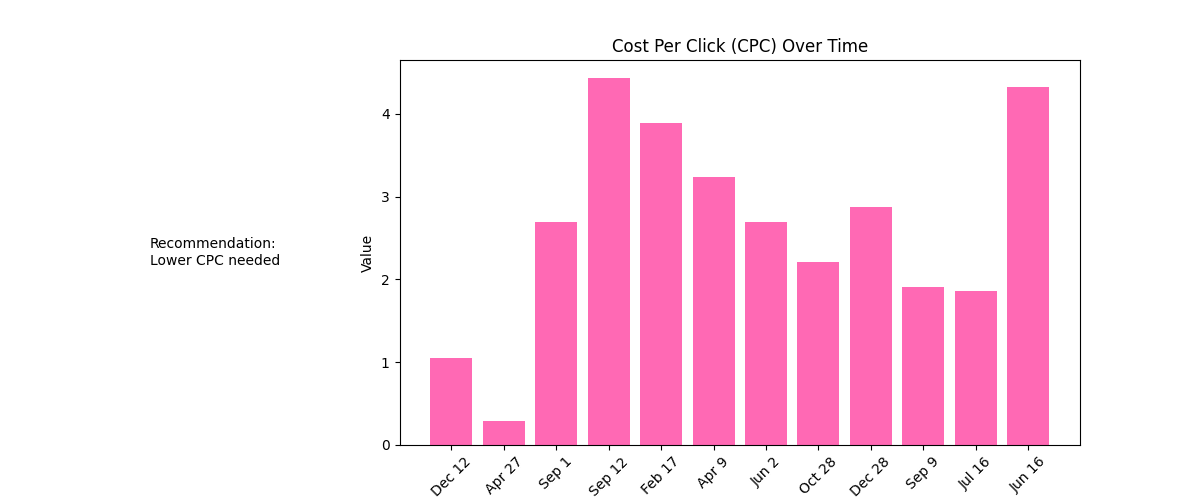 Cost Per Click (CPC) Over Time
Recommendation:
Lower CPC needed
Value
4
3
2
1
0
Dec 12
Apr 27
Sep 1
Sep 12
Feb 17
Apr 9
Jun 2
Oct 28
Dec 28
Sep 9
Jul 16
Jun 16